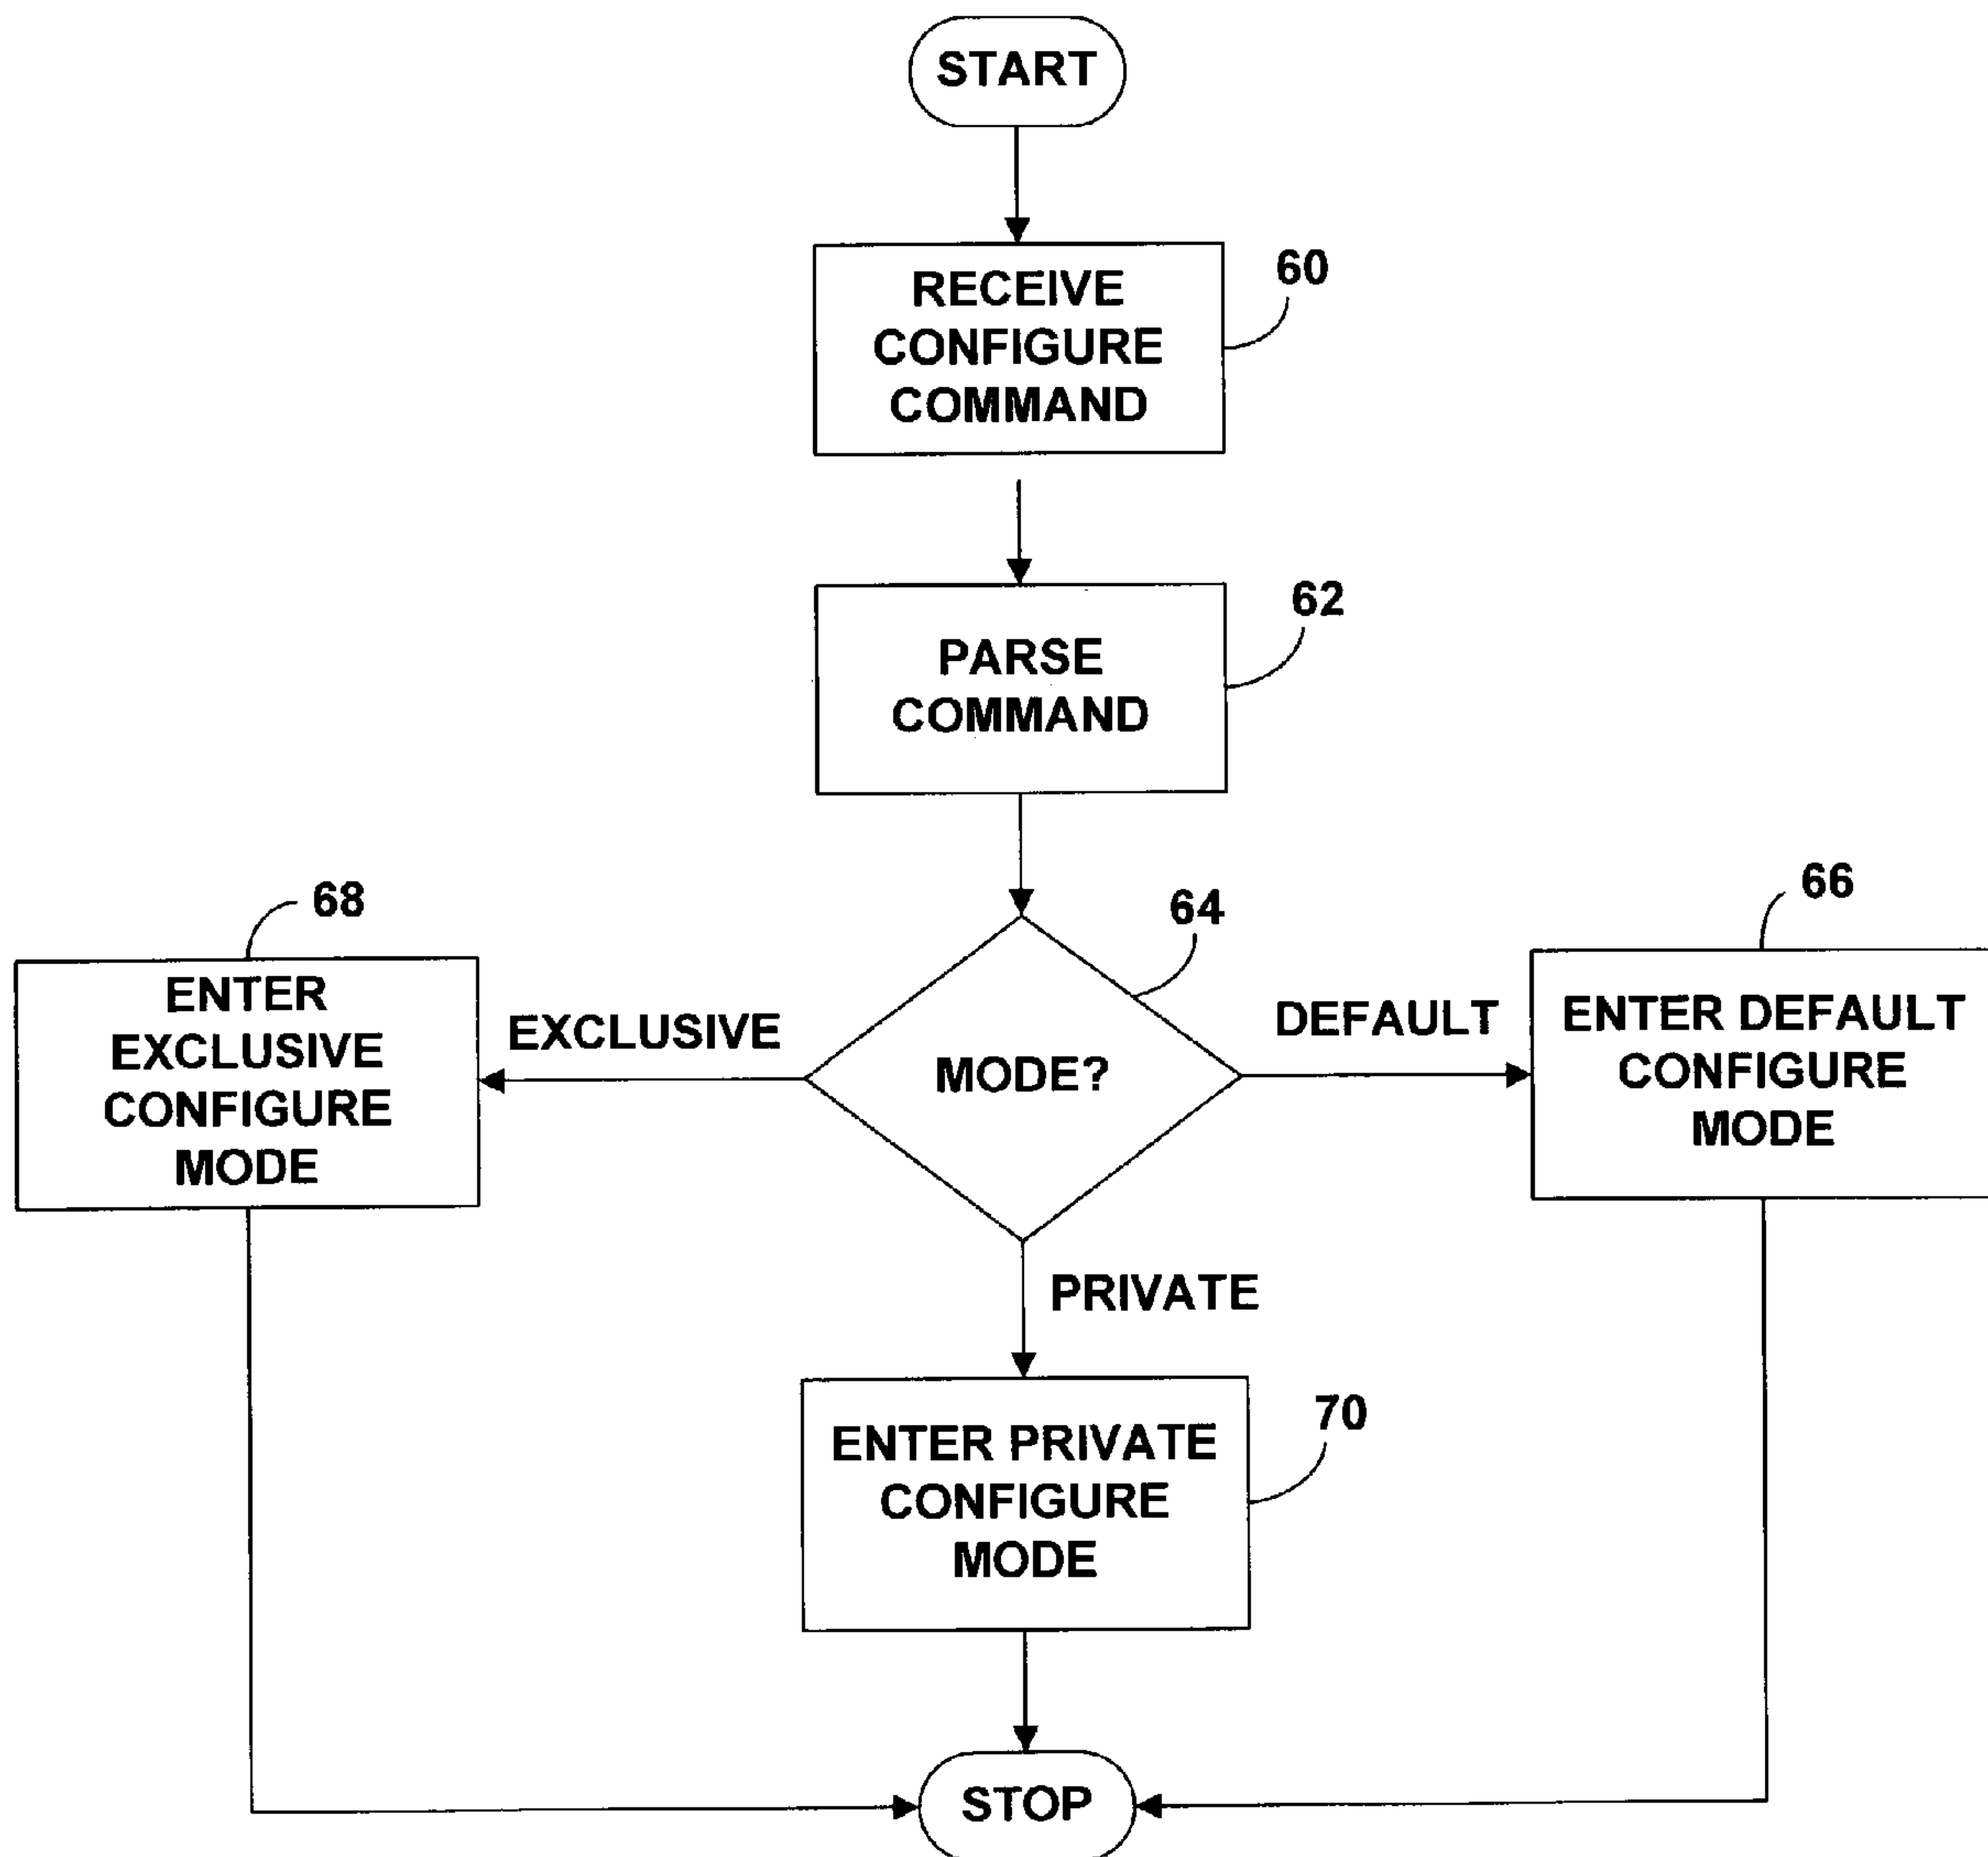 START
RECEIVE
CONFIGURE
COMMAND
60
PARSE
COMMAND
62
MODE?
64
EXCLUSIVE
DEFAULT
PRIVATE
68
ENTER
EXCLUSIVE
CONFIGURE
MODE
66
ENTER DEFAULT
CONFIGURE
MODE
ENTER PRIVATE
CONFIGURE
MODE
70
STOP